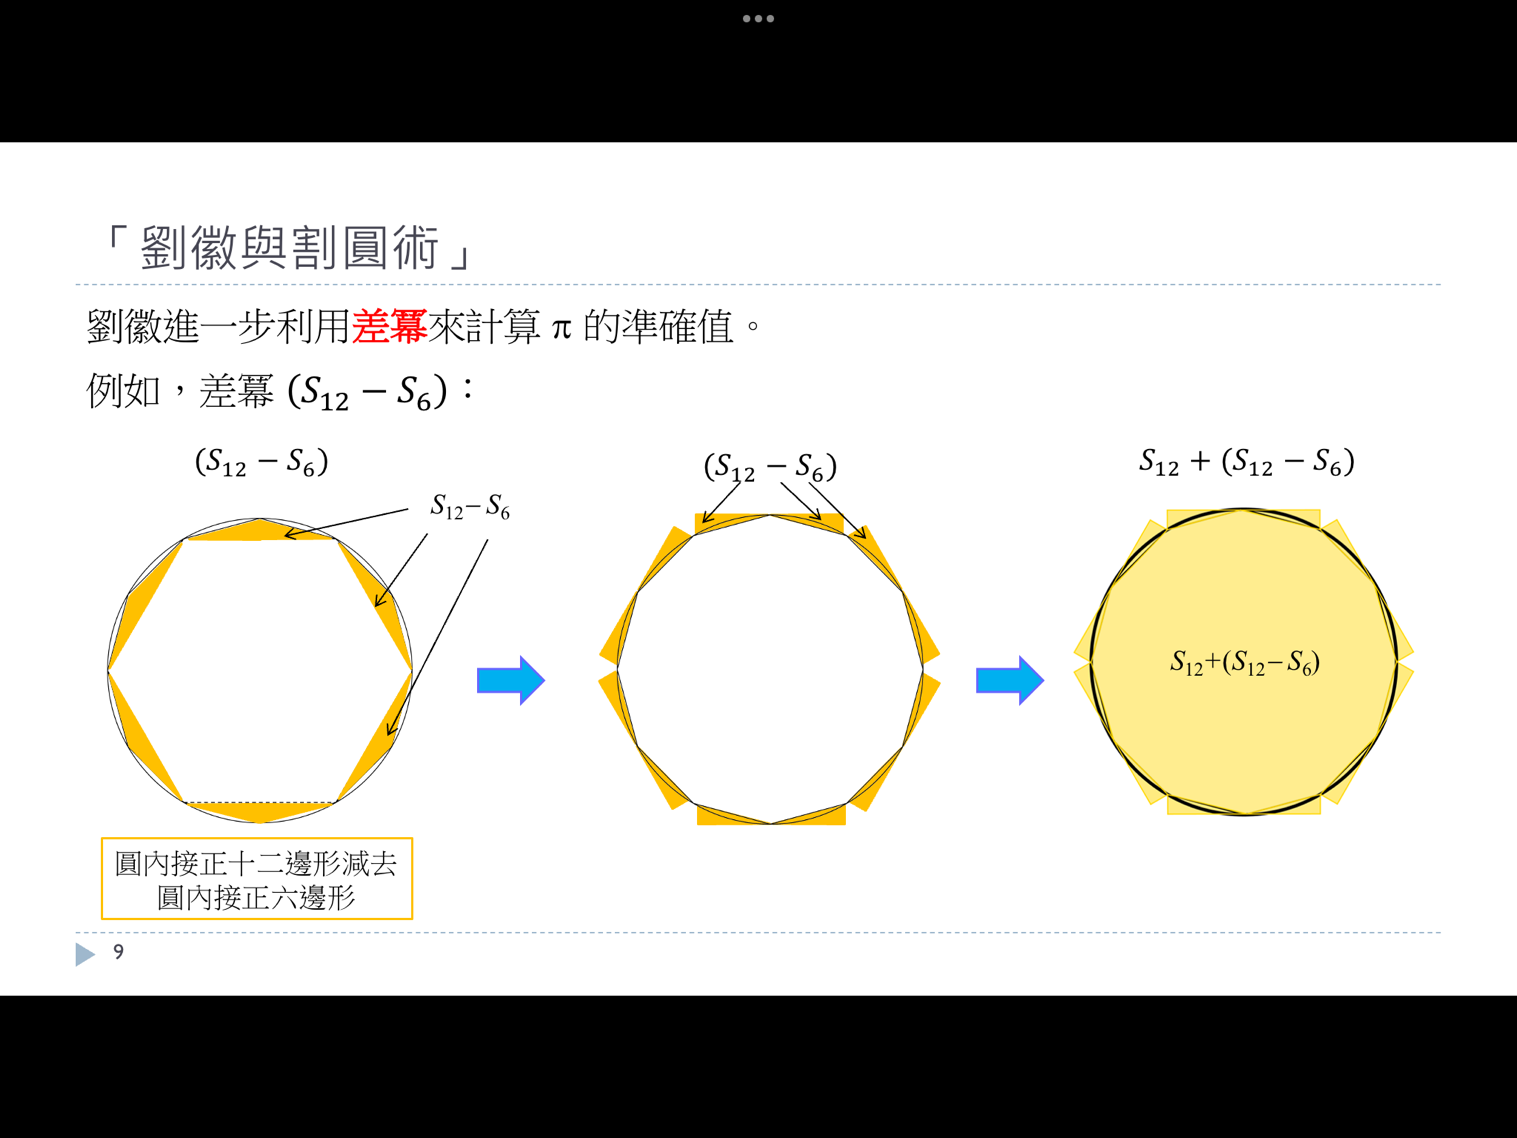 「劉徽與割圓術」
劉徽進一步利用差冪來計算 π 的準確值。
例如，差冪 (S₁₂ − S₆)：
(S₁₂ − S₆)
S₁₂− S₆
圓內接正十二邊形減去
圓內接正六邊形
(S₁₂ − S₆)
S₁₂ + (S₁₂ − S₆)
S₁₂+(S₁₂− S₆)
9